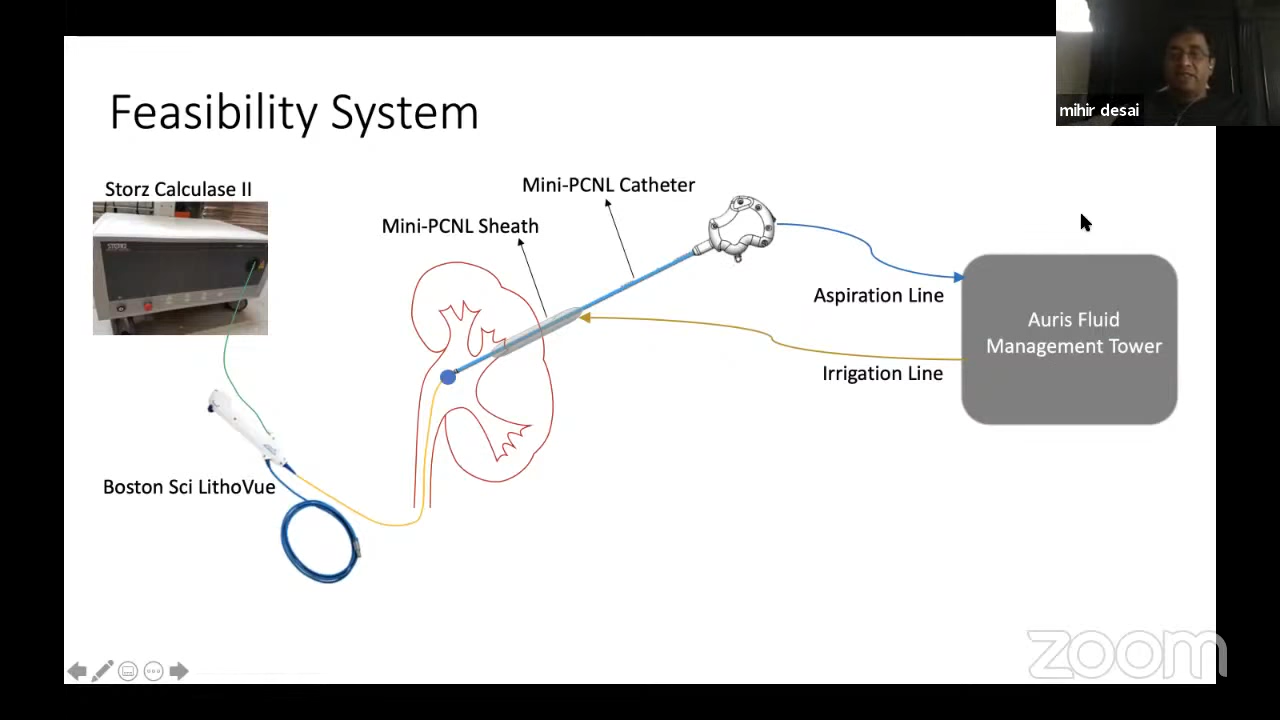 mihir desai
Feasibility System
Storz Calculase II
STORZ
Mini-PCNL Catheter
Mini-PCNL Sheath
Aspiration Line
Auris Fluid
Management Tower
Irrigation Line
Boston Sci LithoVue
zoom